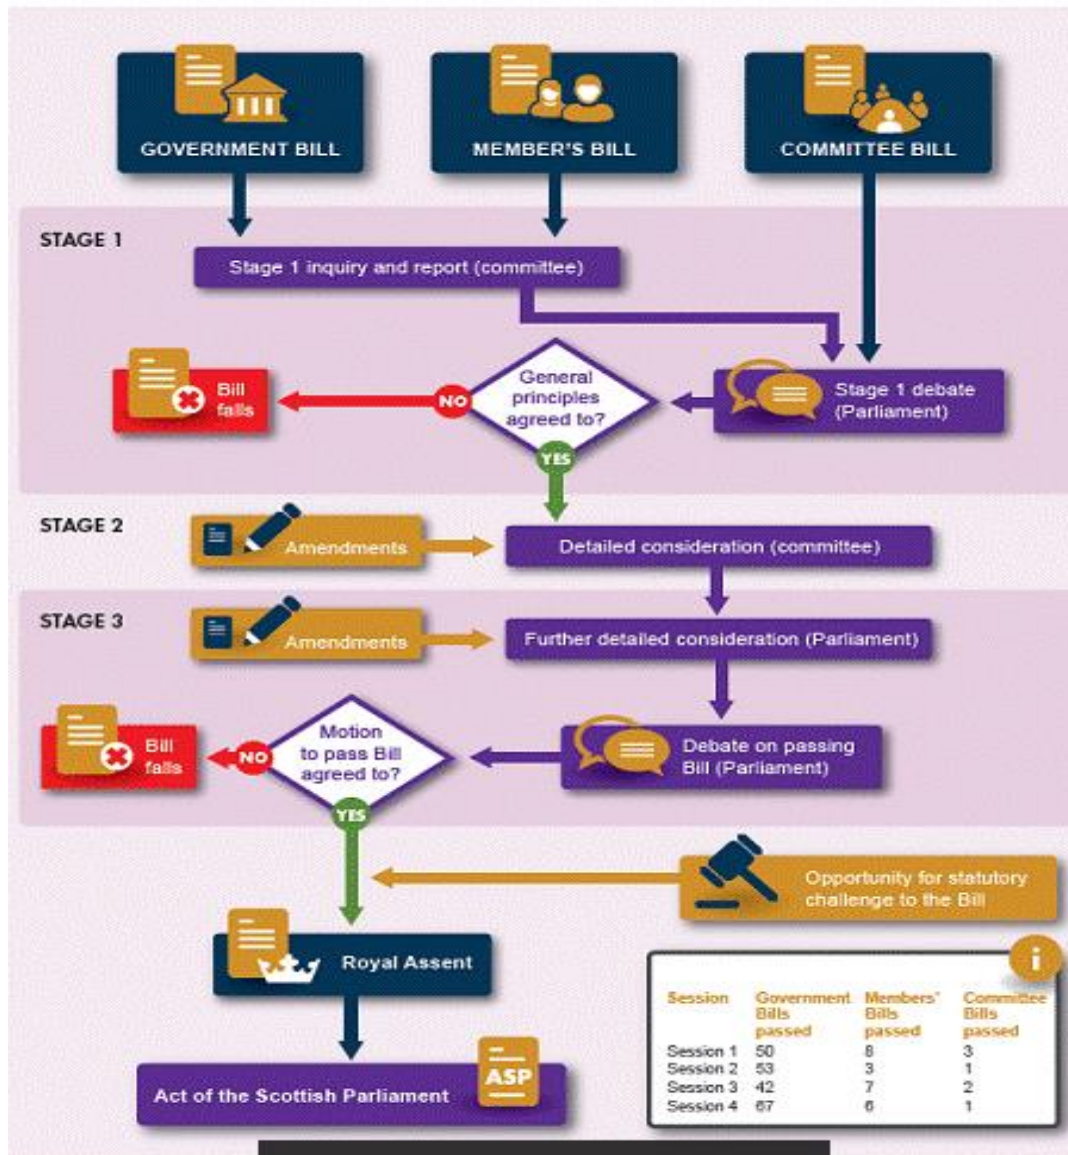 GOVERNMENT BILL
MEMBER'S BILL
COMMITTEE BILL
STAGE 1
Stage 1 inquiry and report (committee)
Bill
falls
NO
General
principles
agreed to?
YES
Stage 1 debate
(Parliament)
STAGE 2
Amendments
Detailed consideration (committee)
STAGE 3
Amendments
Further detailed consideration (Parliament)
Bill
falls
NO
Motion
to pass Bill
agreed to?
YES
Debate on passing
Bill (Parliament)
Opportunity for statutory
challenge to the Bill
Royal Assent
Act of the Scottish Parliament
ASP
i
Session Government Members' Committee
Bills Bills Bills
passed passed passed
Session 1 50 8 3
Session 2 53 3 1
Session 3 42 7 2
Session 4 67 6 1